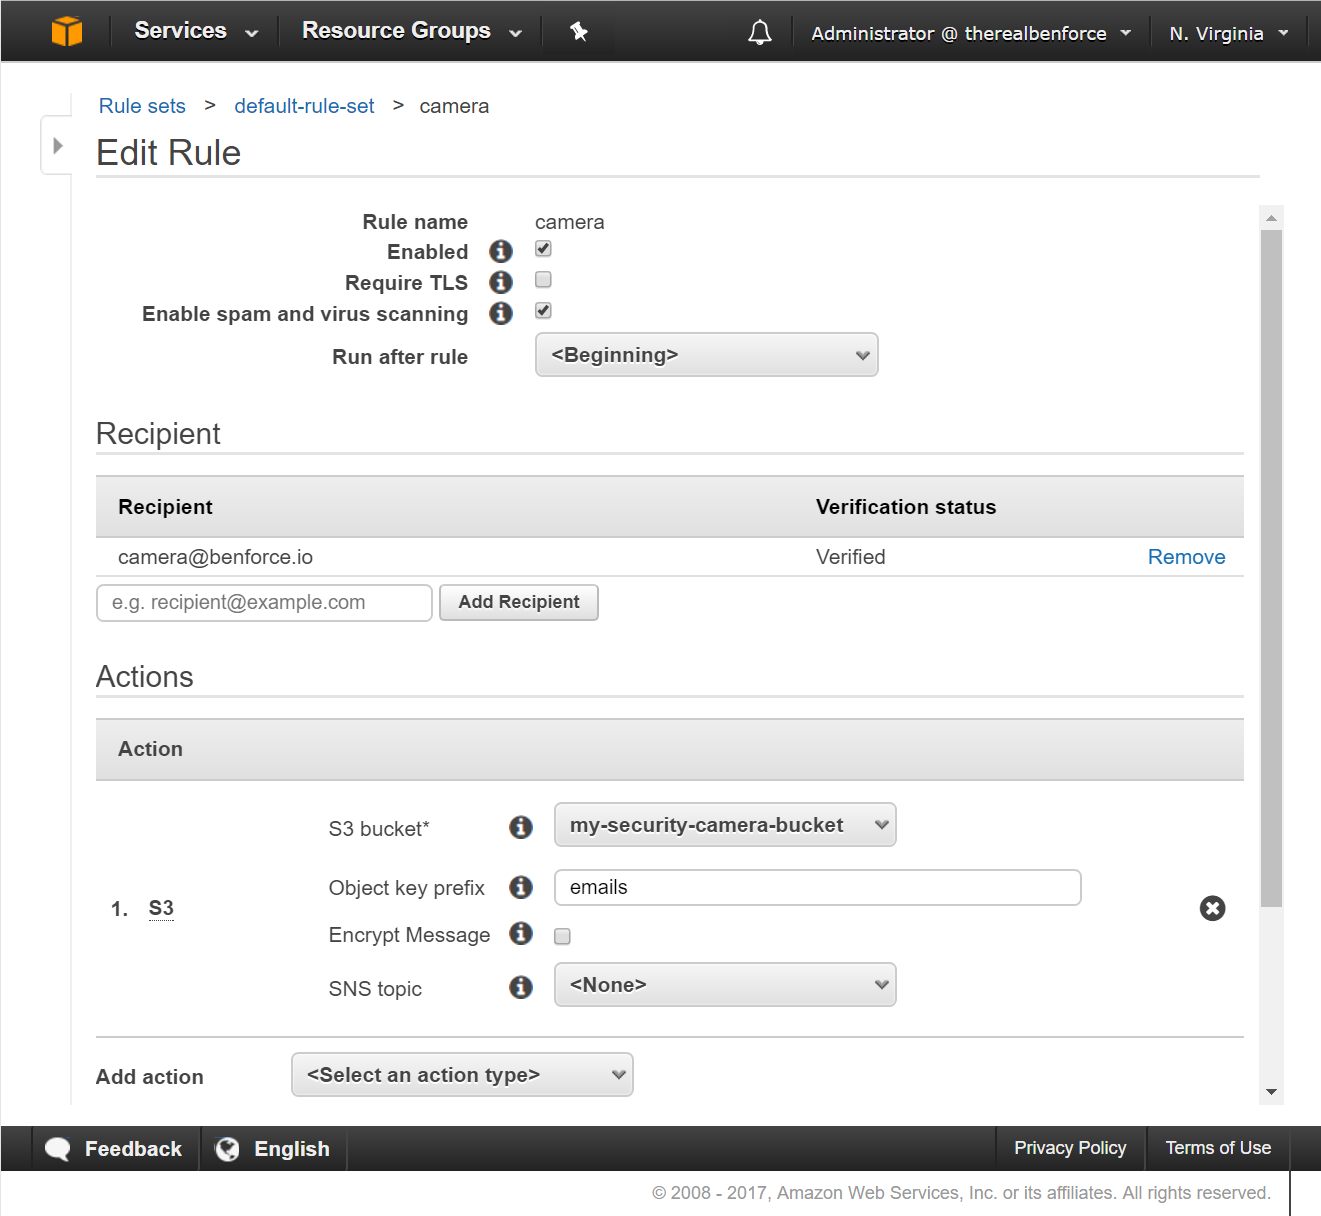 Services Resource Groups Administrator @ therealbenforce N. Virginia
Rule sets > default-rule-set > camera
Edit Rule
Rule name camera
Enabled
Require TLS
Enable spam and virus scanning
Run after rule <Beginning>
Recipient
Recipient Verification status
camera@benforce.io Verified Remove
e.g. recipient@example.com Add Recipient
Actions
Action
S3 bucket* my-security-camera-bucket
Object key prefix emails
1. S3
Encrypt Message
SNS topic <None>
Add action <Select an action type>
Feedback English Privacy Policy Terms of Use
© 2008 - 2017, Amazon Web Services, Inc. or its affiliates. All rights reserved.